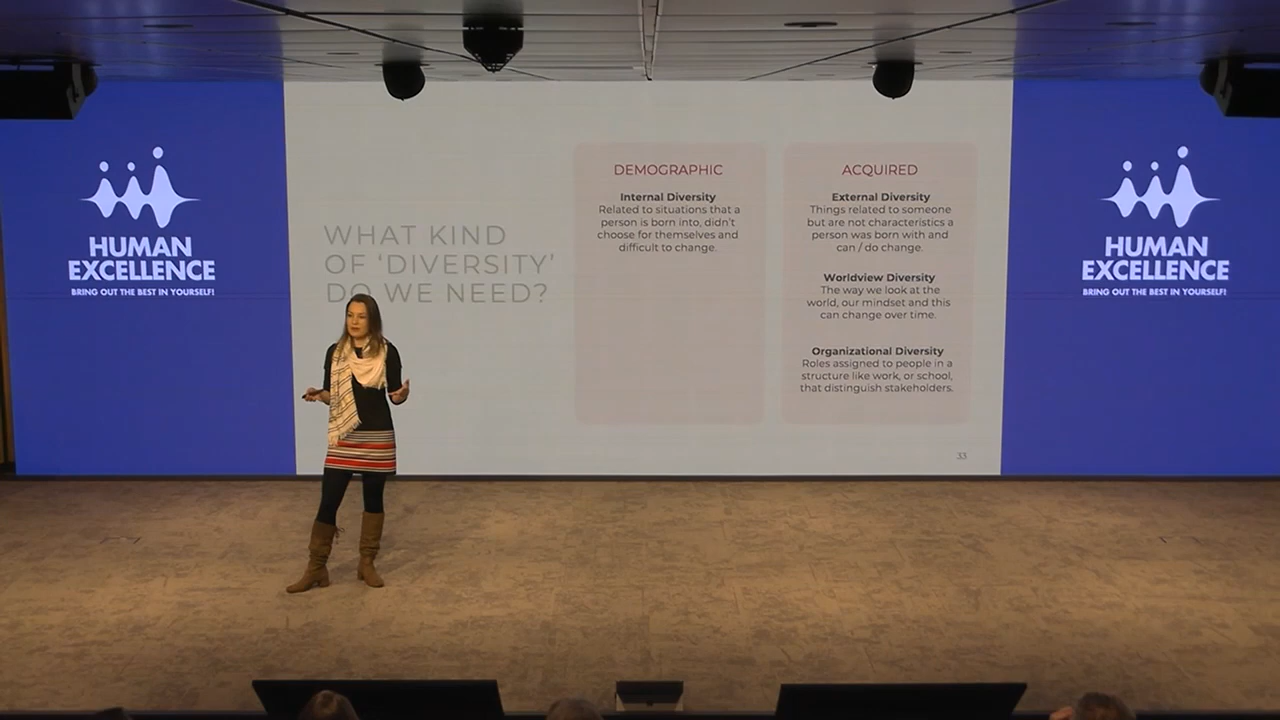 HUMAN
EXCELLENCE
BRING OUT THE BEST IN YOURSELF!
WHAT KIND
OF ‘DIVERSITY’
DO WE NEED?
DEMOGRAPHIC
Internal Diversity
Related to situations that a
person is born into, didn’t
choose for themselves and
difficult to change.
ACQUIRED
External Diversity
Things related to someone
but are not characteristics a
person was born with and
can / do change.
Worldview Diversity
The way we look at the
world, our mindset and this
can change over time.
Organizational Diversity
Roles assigned to people in a
structure like work, or school,
that distinguish stakeholders.
33
HUMAN
EXCELLENCE
BRING OUT THE BEST IN YOURSELF!